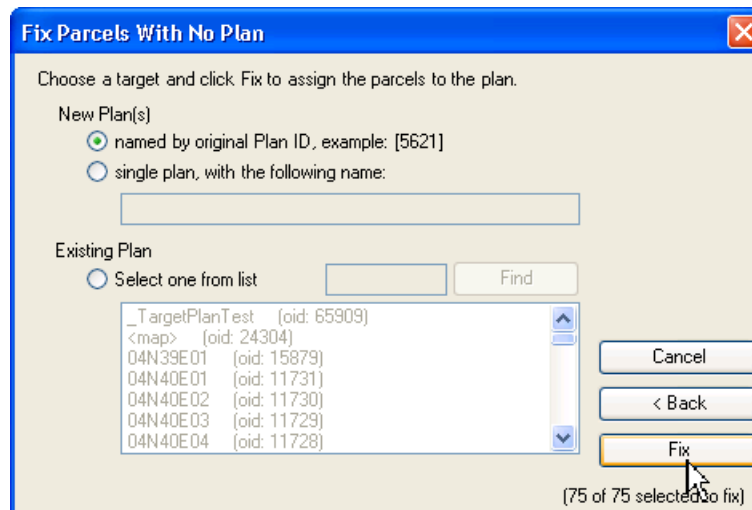 Fix Parcels With No Plan
Choose a target and click Fix to assign the parcels to the plan.
New Plan(s)
named by original Plan ID, example: [5621]
single plan, with the following name:
Existing Plan
Select one from list
Find
_TargetPlanTest (oid: 65909)
<map> (oid: 24304)
04N39E01 (oid: 15879)
04N40E01 (oid: 11731)
04N40E02 (oid: 11730)
04N40E03 (oid: 11729)
04N40E04 (oid: 11728)
Cancel
< Back
Fix
(75 of 75 selected to fix)